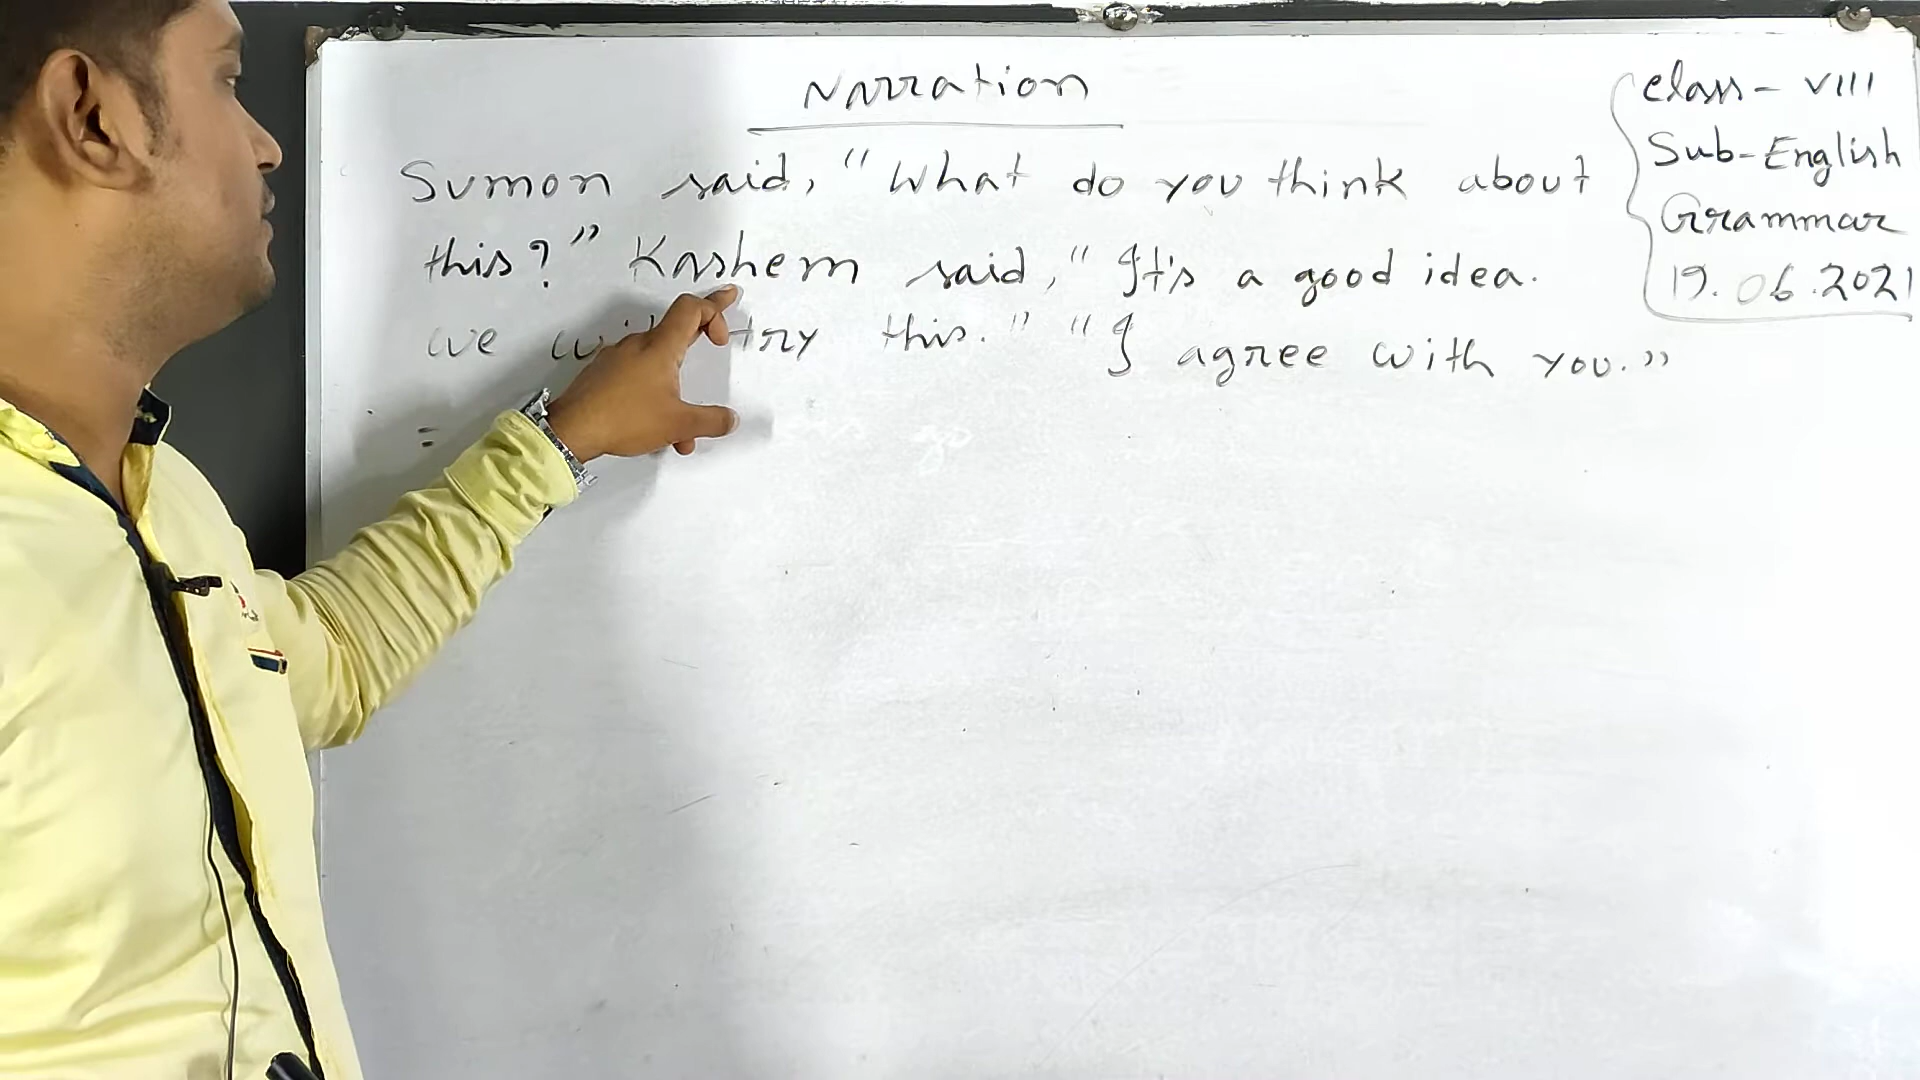 Narration
Sumon said, "What do you think about
this?" Kashem said, "It's a good idea.
we try this." "I agree with you."
=
class - VIII
Sub - English
Grammar
19.06.2021